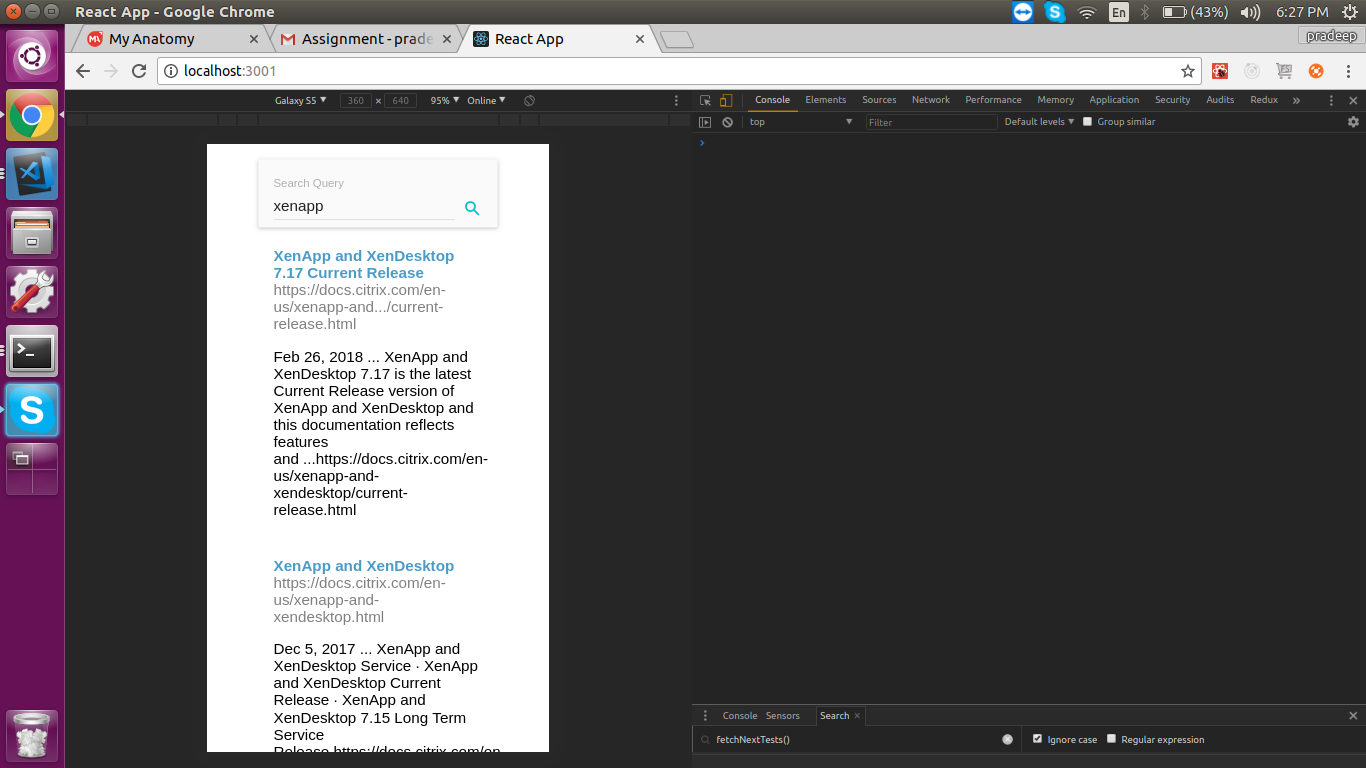 React App - Google Chrome
En
(43%)
6:27 PM
My Anatomy
Assignment - prade
React App
pradeep
localhost:3001
Galaxy S5 ▼ 360 × 640 95% ▼ Online ▼
Console Elements Sources Network Performance Memory Application Security Audits Redux »
top ▼ Filter Default levels ▼ Group similar
Search Query
xenapp
XenApp and XenDesktop
7.17 Current Release
https://docs.citrix.com/en-
us/xenapp-and.../current-
release.html
Feb 26, 2018 ... XenApp and
XenDesktop 7.17 is the latest
Current Release version of
XenApp and XenDesktop and
this documentation reflects
features
and ...https://docs.citrix.com/en-
us/xenapp-and-
xendesktop/current-
release.html
XenApp and XenDesktop
https://docs.citrix.com/en-
us/xenapp-and-
xendesktop.html
Dec 5, 2017 ... XenApp and
XenDesktop Service · XenApp
and XenDesktop Current
Release · XenApp and
XenDesktop 7.15 Long Term
Service
Release https://docs.citrix.com/en
Console Sensors Search ×
fetchNextTests()
Ignore case Regular expression